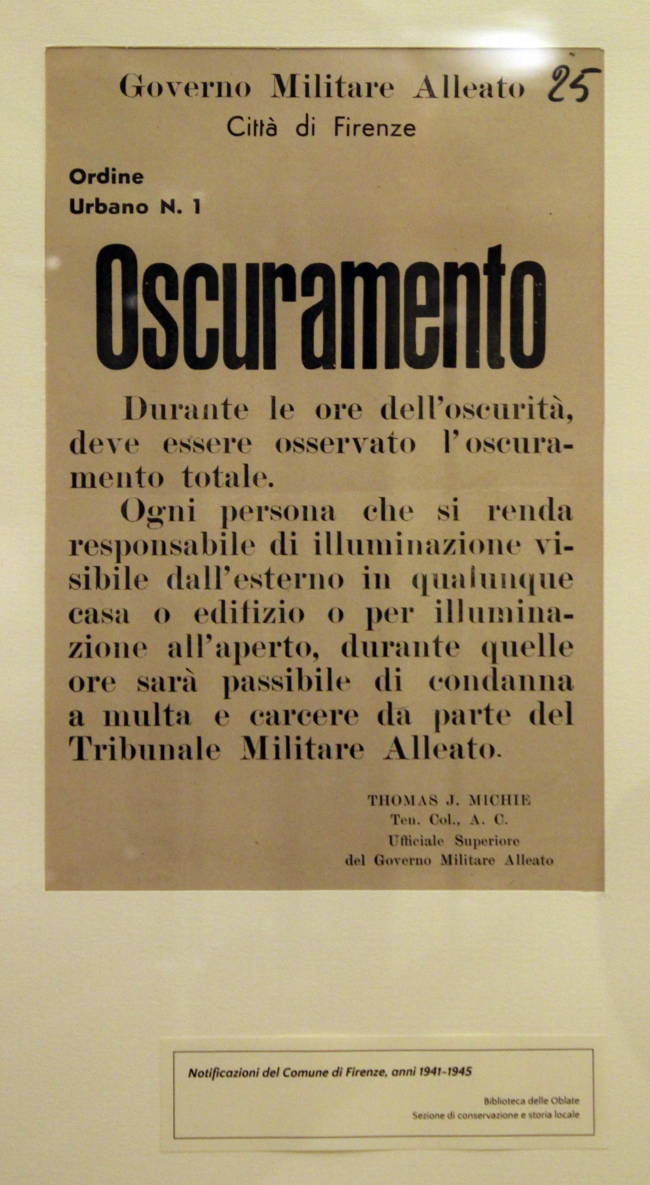 Governo Militare Alleato 25
Città di Firenze
Ordine
Urbano N. 1
Oscuramento
Durante le ore dell'oscurità,
deve essere osservato l'oscura-
mento totale.
Ogni persona che si renda
responsabile di illuminazione vi-
sibile dall'esterno in qualunque
casa o edifizio o per illumina-
zione all'aperto, durante quelle
ore sarà passibile di condanna
a multa e carcere da parte del
Tribunale Militare Alleato.
THOMAS J. MICHIE
Ten. Col., A. C.
Ufficiale Superiore
del Governo Militare Alleato
Notificazioni del Comune di Firenze, anni 1941-1945
Biblioteca delle Oblate
Sezione di conservazione e storia locale